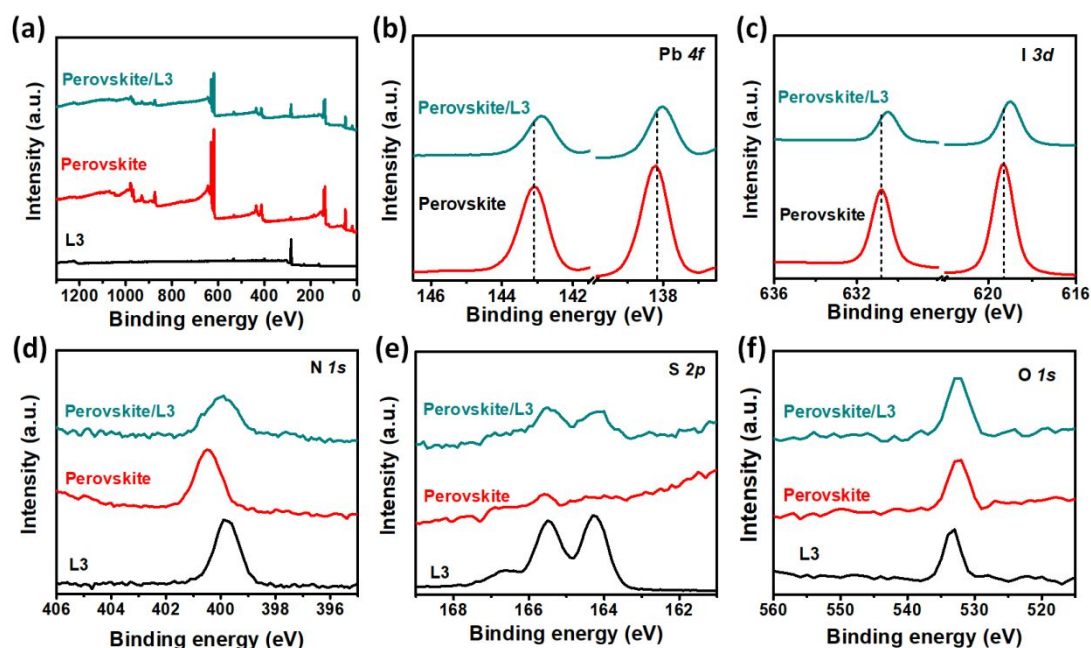 (a)
Perovskite/L3
Perovskite
L3
Intensity (a.u.)
1200 1000 800 600 400 200 0
Binding energy (eV)
(b)
Pb 4f
Perovskite/L3
Perovskite
Intensity (a.u.)
146 144 142 138
Binding energy (eV)
(c)
I 3d
Perovskite/L3
Perovskite
Intensity (a.u.)
636 632 620 616
Binding energy (eV)
(d)
N 1s
Perovskite/L3
Perovskite
L3
Intensity (a.u.)
406 404 402 400 398 396
Binding energy (eV)
(e)
S 2p
Perovskite/L3
Perovskite
L3
Intensity (a.u.)
168 166 164 162
Binding energy (eV)
(f)
O 1s
Perovskite/L3
Perovskite
L3
Intensity (a.u.)
560 550 540 530 520
Binding energy (eV)